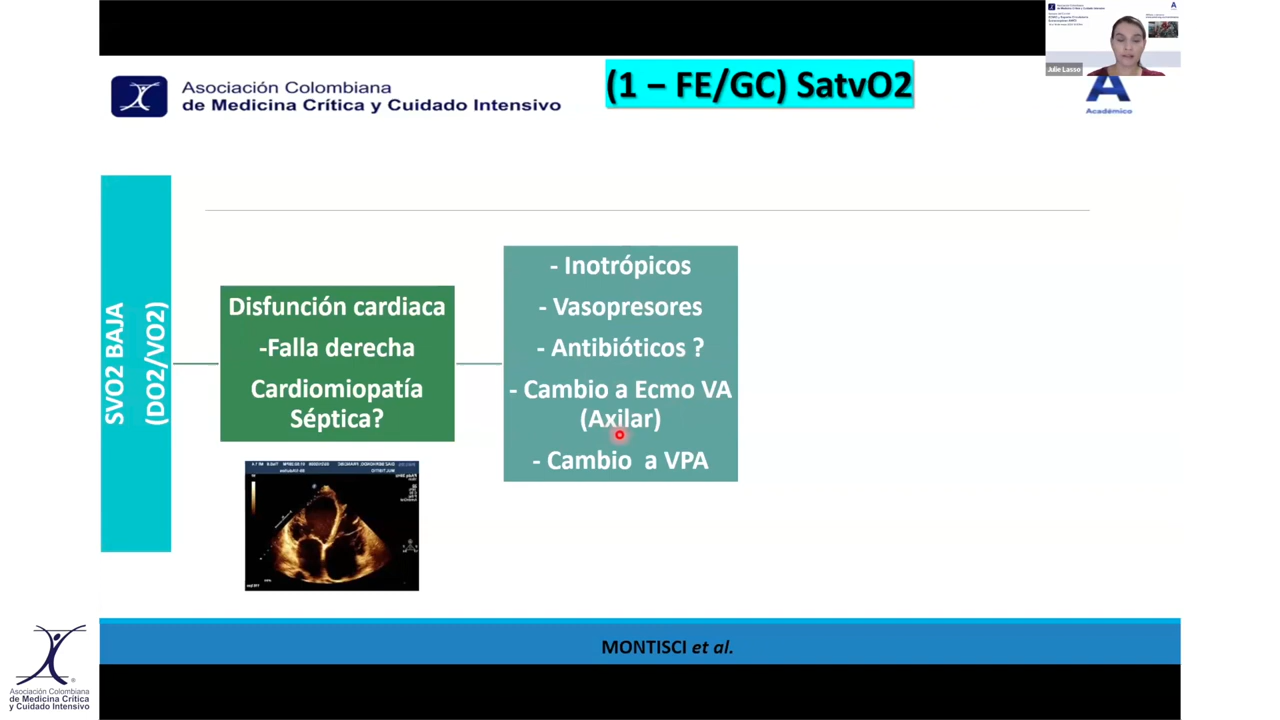 Asociación Colombiana
de Medicina Crítica y Cuidado Intensivo
(1 – FE/GC) SatvO2
Julie Lasso
A
Académico
SVO2 BAJA
(DO2/VO2)
Disfunción cardiaca
-Falla derecha
Cardiomiopatía
Séptica?
- Inotrópicos
- Vasopresores
- Antibióticos ?
- Cambio a Ecmo VA
(Axilar)
- Cambio a VPA
MONTISCI et al.
Asociación Colombiana
de Medicina Crítica
y Cuidado Intensivo